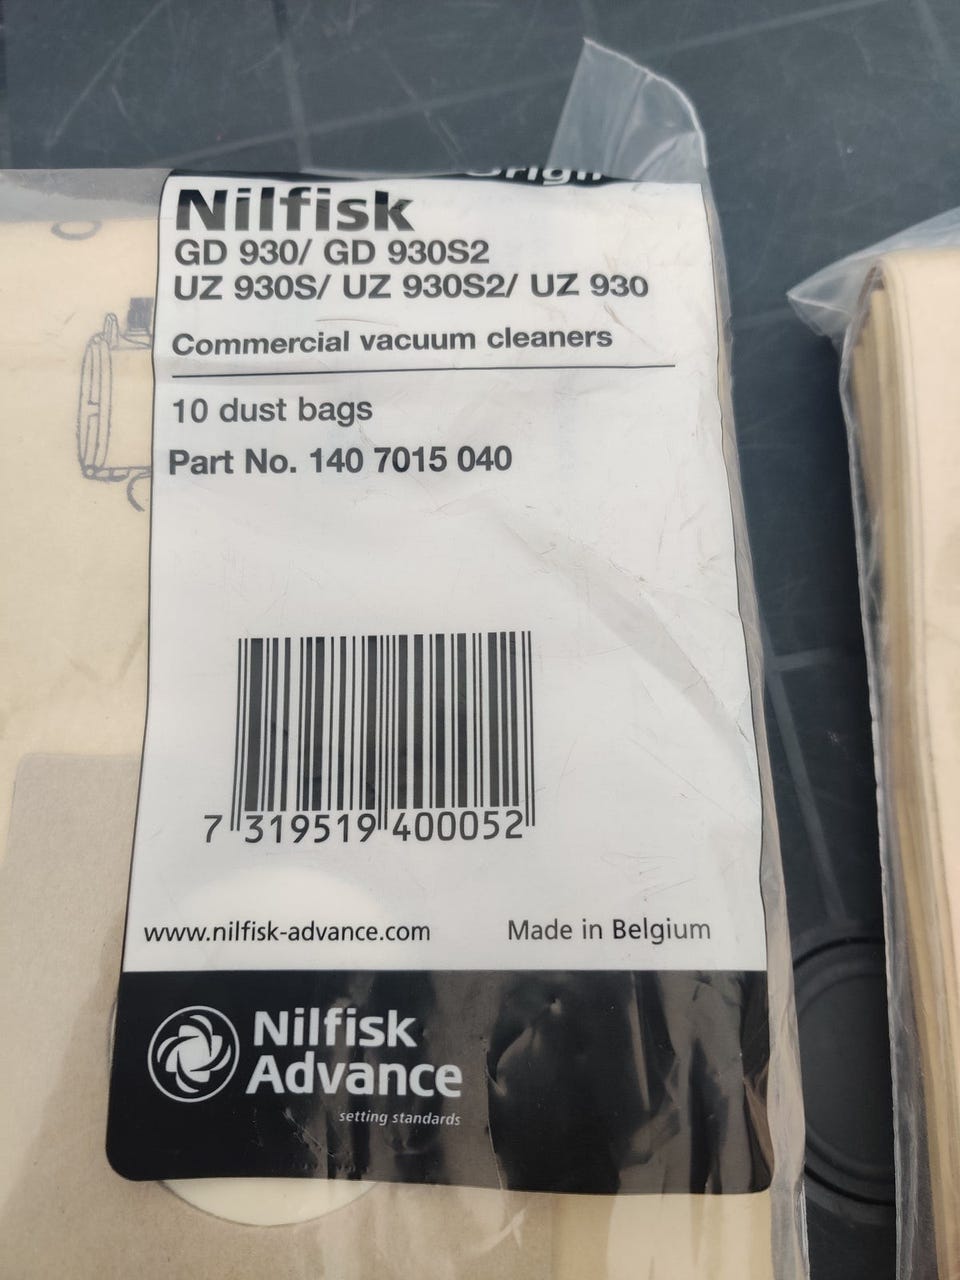 Nilfisk
GD 930/ GD 930S2
UZ 930S/ UZ 930S2/ UZ 930
Commercial vacuum cleaners
10 dust bags
Part No. 140 7015 040
7 319519 400052
www.nilfisk-advance.com Made in Belgium
Nilfisk
Advance
setting standards